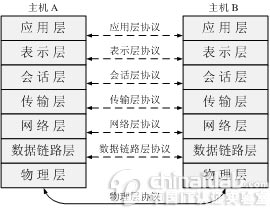 主机 A
主机 B
应用层
应用层协议
应用层
表示层
表示层协议
表示层
会话层
会话层协议
会话层
传输层
传输层协议
传输层
网络层
网络层协议
网络层
数据链路层
数据链路层协议
数据链路层
物理层
物理层协议
物理层